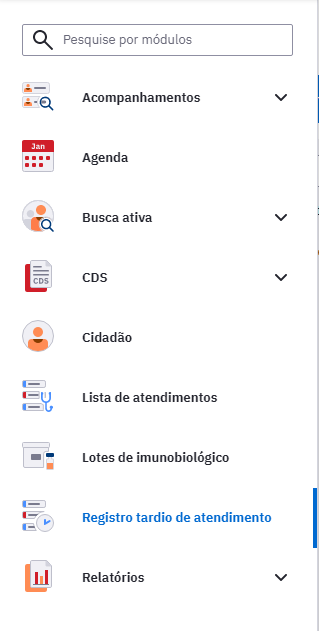 Pesquise por módulos
Acompanhamentos
Jan
Agenda
Busca ativa
CDS
CDS
Cidadão
Lista de atendimentos
Lotes de imunobiológico
Registro tardio de atendimento
Relatórios